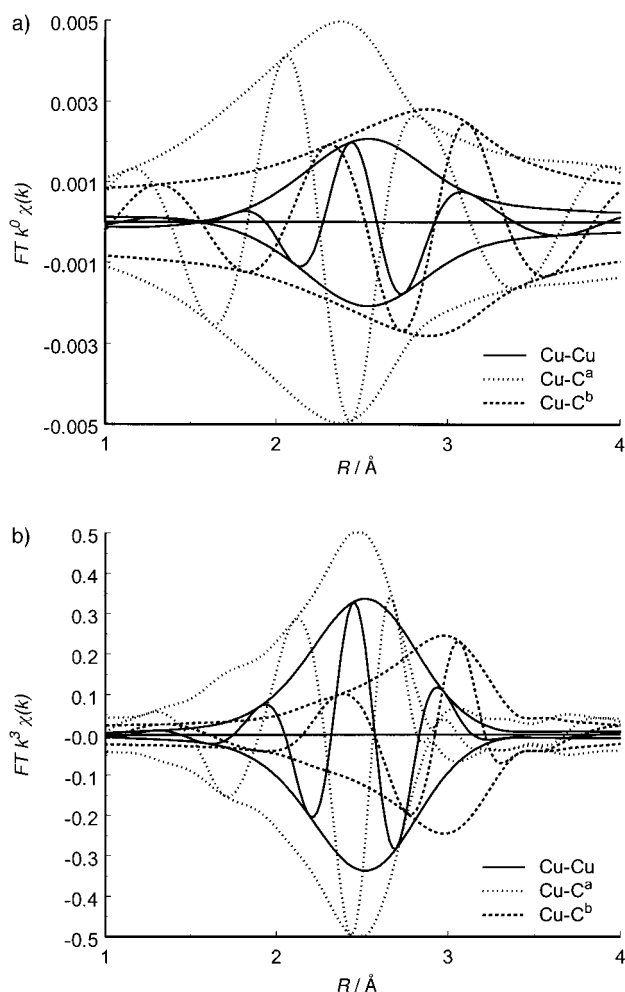 a)
0.005
0.003
0.001
-0.001
-0.003
-0.005
FT k⁰ χ(k)
Cu-Cu
Cu-Cᵃ
Cu-Cᵇ
1
2
3
4
R / Å
b)
0.5
0.4
0.3
0.2
0.1
-0.0
-0.1
-0.2
-0.3
-0.4
-0.5
FT k³ χ(k)
Cu-Cu
Cu-Cᵃ
Cu-Cᵇ
1
2
3
4
R / Å